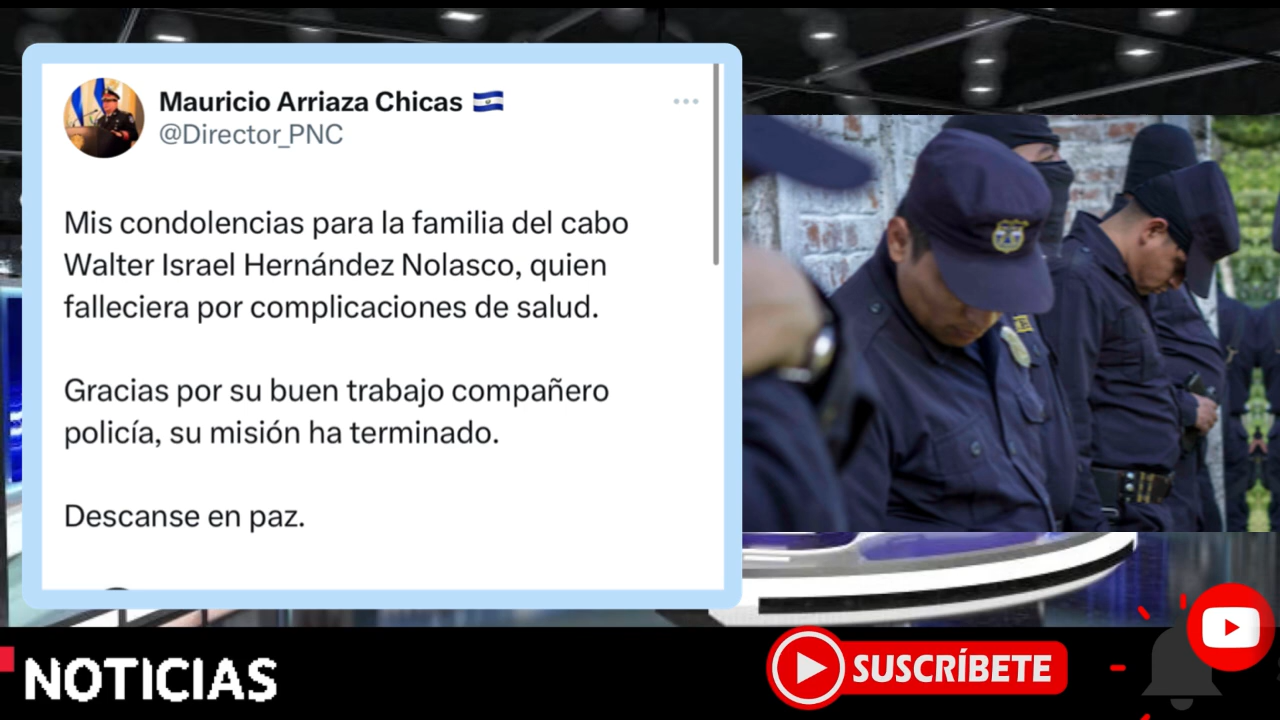 Mauricio Arriaza Chicas
@Director_PNC
Mis condolencias para la familia del cabo
Walter Israel Hernández Nolasco, quien
falleciera por complicaciones de salud.
Gracias por su buen trabajo compañero
policía, su misión ha terminado.
Descanse en paz.
NOTICIAS
SUSCRÍBETE